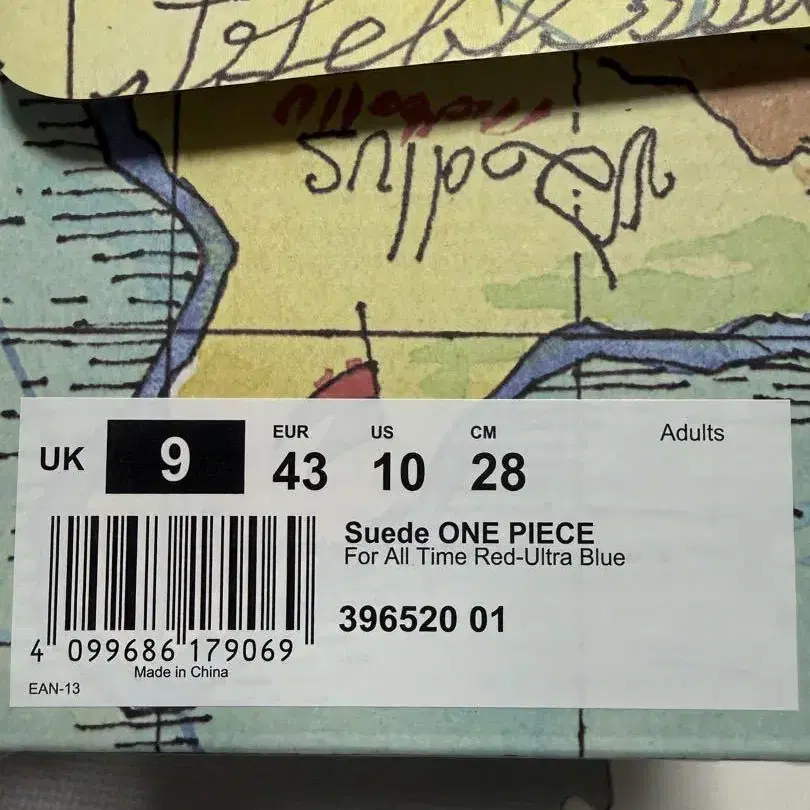 UK 9
EUR 43
US 10
CM 28
Adults
Suede ONE PIECE
For All Time Red-Ultra Blue
396520 01
4 099686 179069
Made in China
EAN-13